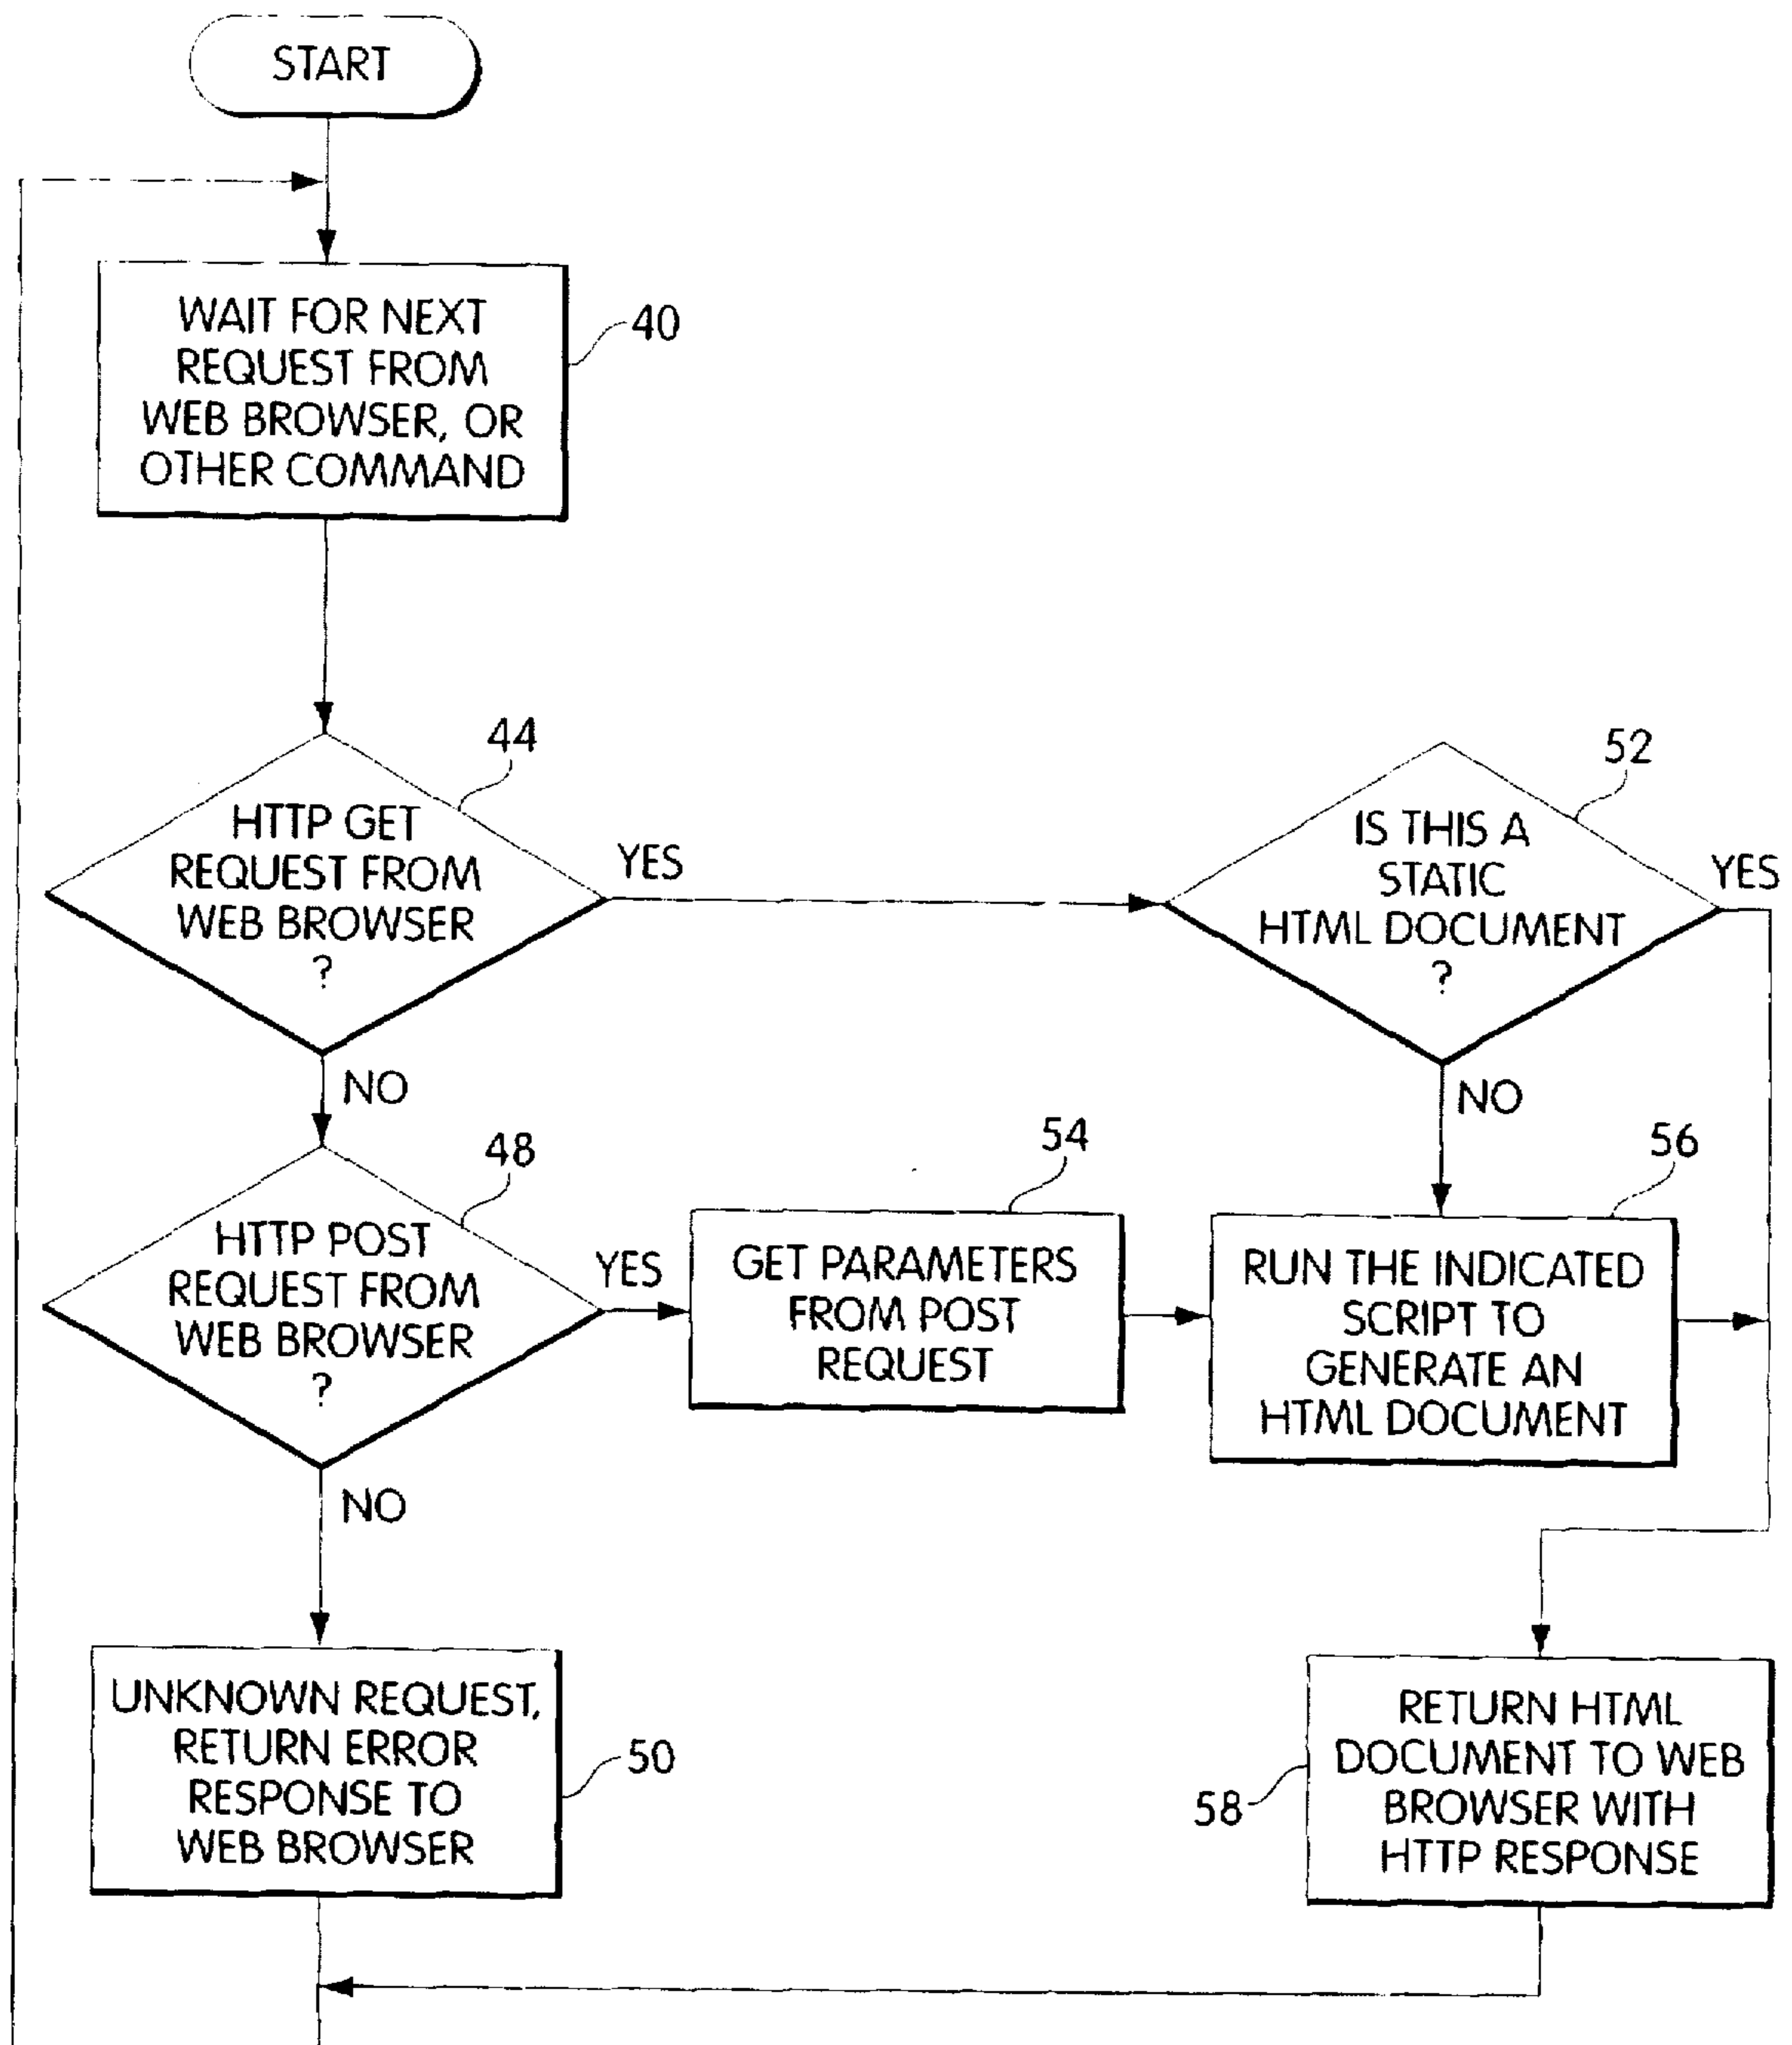 START
WAIT FOR NEXT
REQUEST FROM
WEB BROWSER, OR
OTHER COMMAND
40
44
HTTP GET
REQUEST FROM
WEB BROWSER
?
YES
NO
52
IS THIS A
STATIC
HTML DOCUMENT
?
YES
NO
48
HTTP POST
REQUEST FROM
WEB BROWSER
?
YES
NO
54
GET PARAMETERS
FROM POST
REQUEST
56
RUN THE INDICATED
SCRIPT TO
GENERATE AN
HTML DOCUMENT
UNKNOWN REQUEST,
RETURN ERROR
RESPONSE TO
WEB BROWSER
50
58
RETURN HTML
DOCUMENT TO WEB
BROWSER WITH
HTTP RESPONSE